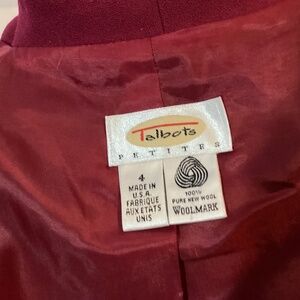 Talbots
PETITES
4
MADE IN
U.S.A.
FABRIQUE
AUX ETATS
UNIS
100%
PURE NEW WOOL
WOOLMARK